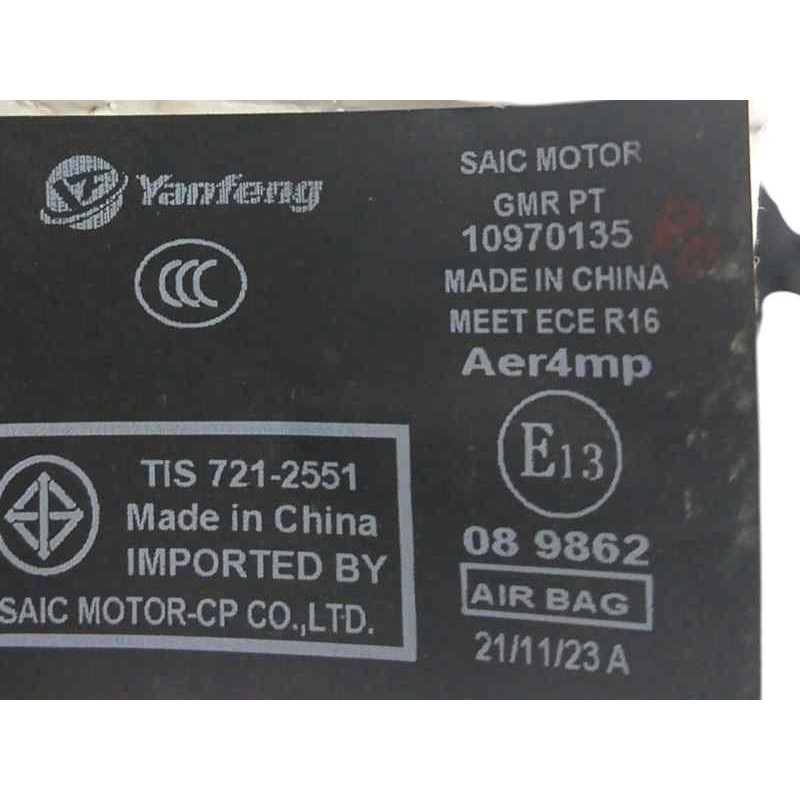 Yanfeng
CCC
SAIC MOTOR
GMR PT
10970135
MADE IN CHINA
MEET ECE R16
Aer4mp
E13
08 9862
AIR BAG
21/11/23 A
TIS 721-2551
Made in China
IMPORTED BY
SAIC MOTOR-CP CO.,LTD.